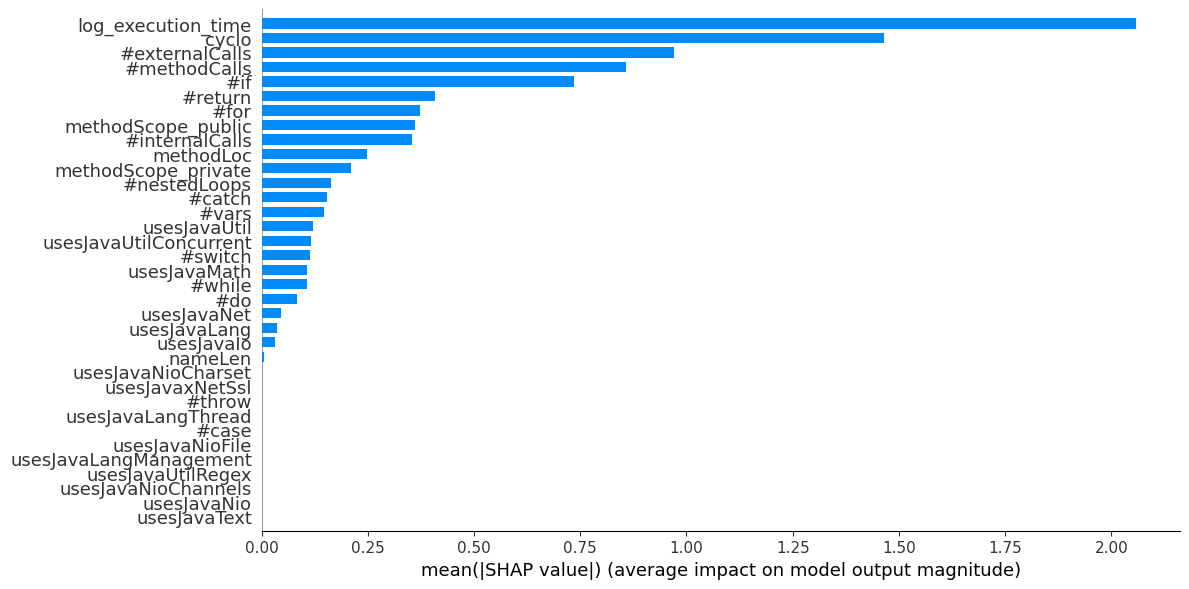 log_execution_time
cyclo
#externalCalls
#methodCalls
#if
#return
#for
methodScope_public
#internalCalls
methodLoc
methodScope_private
#nestedLoops
#catch
#vars
usesJavaUtil
usesJavaUtilConcurrent
#switch
usesJavaMath
#while
#do
usesJavaNet
usesJavaLang
usesJavaIo
nameLen
usesJavaNioCharset
usesJavaxNetSsl
#throw
usesJavaLangThread
#case
usesJavaNioFile
usesJavaLangManagement
usesJavaUtilRegex
usesJavaNioChannels
usesJavaNio
usesJavaText
0.00 0.25 0.50 0.75 1.00 1.25 1.50 1.75 2.00
mean(|SHAP value|) (average impact on model output magnitude)